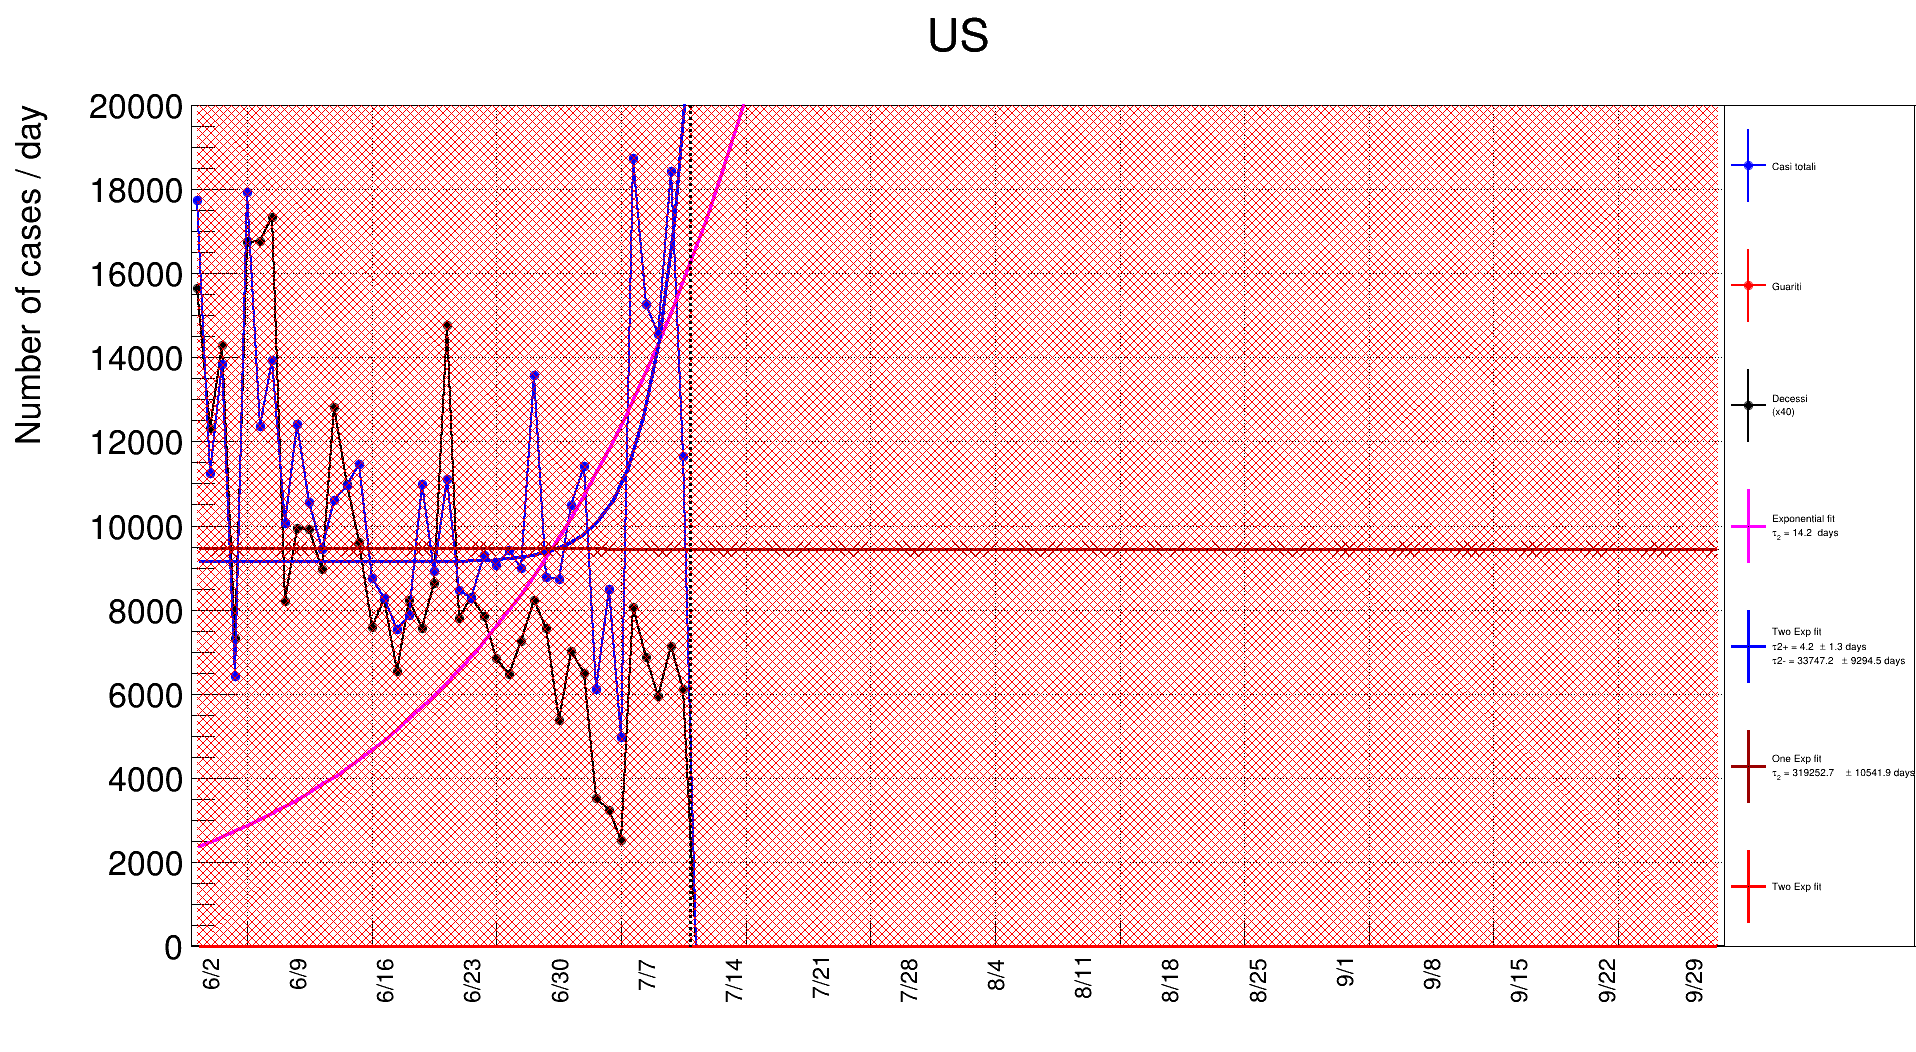 US
Number of cases / day
20000
18000
16000
14000
12000
10000
8000
6000
4000
2000
0
6/2
6/9
6/16
6/23
6/30
7/7
7/14
7/21
7/28
8/4
8/11
8/18
8/25
9/1
9/8
9/15
9/22
9/29
Casi totali
Guariti
Decessi
(x40)
Exponential fit
τ2 = 14.2 days
Two Exp fit
τ2+ = 4.2 ± 1.3 days
τ2- = 33747.2 ± 9294.5 days
One Exp fit
τ2 = 319252.7 ± 10541.9 days
Two Exp fit